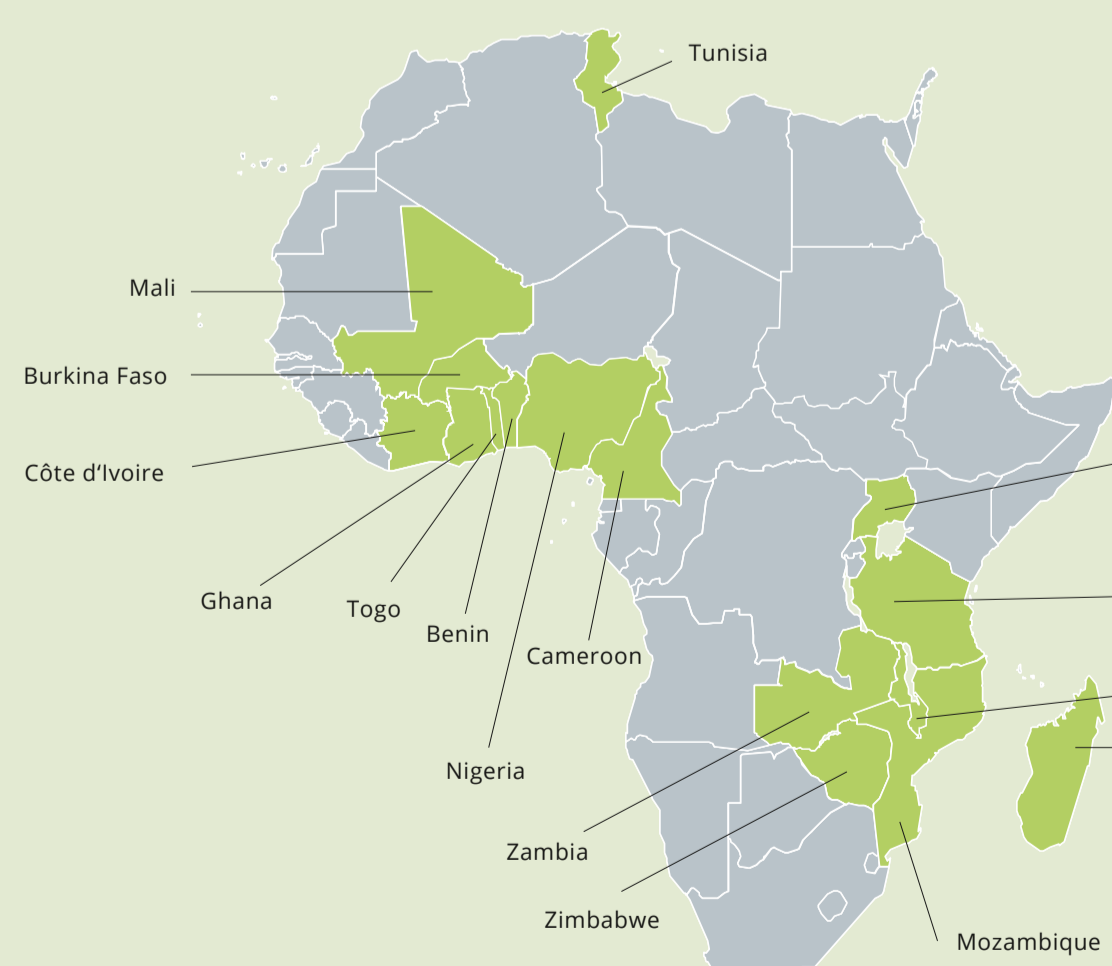 Tunisia
Mali
Burkina Faso
Côte d‘Ivoire
Ghana
Togo
Benin
Cameroon
Nigeria
Zambia
Zimbabwe
Mozambique